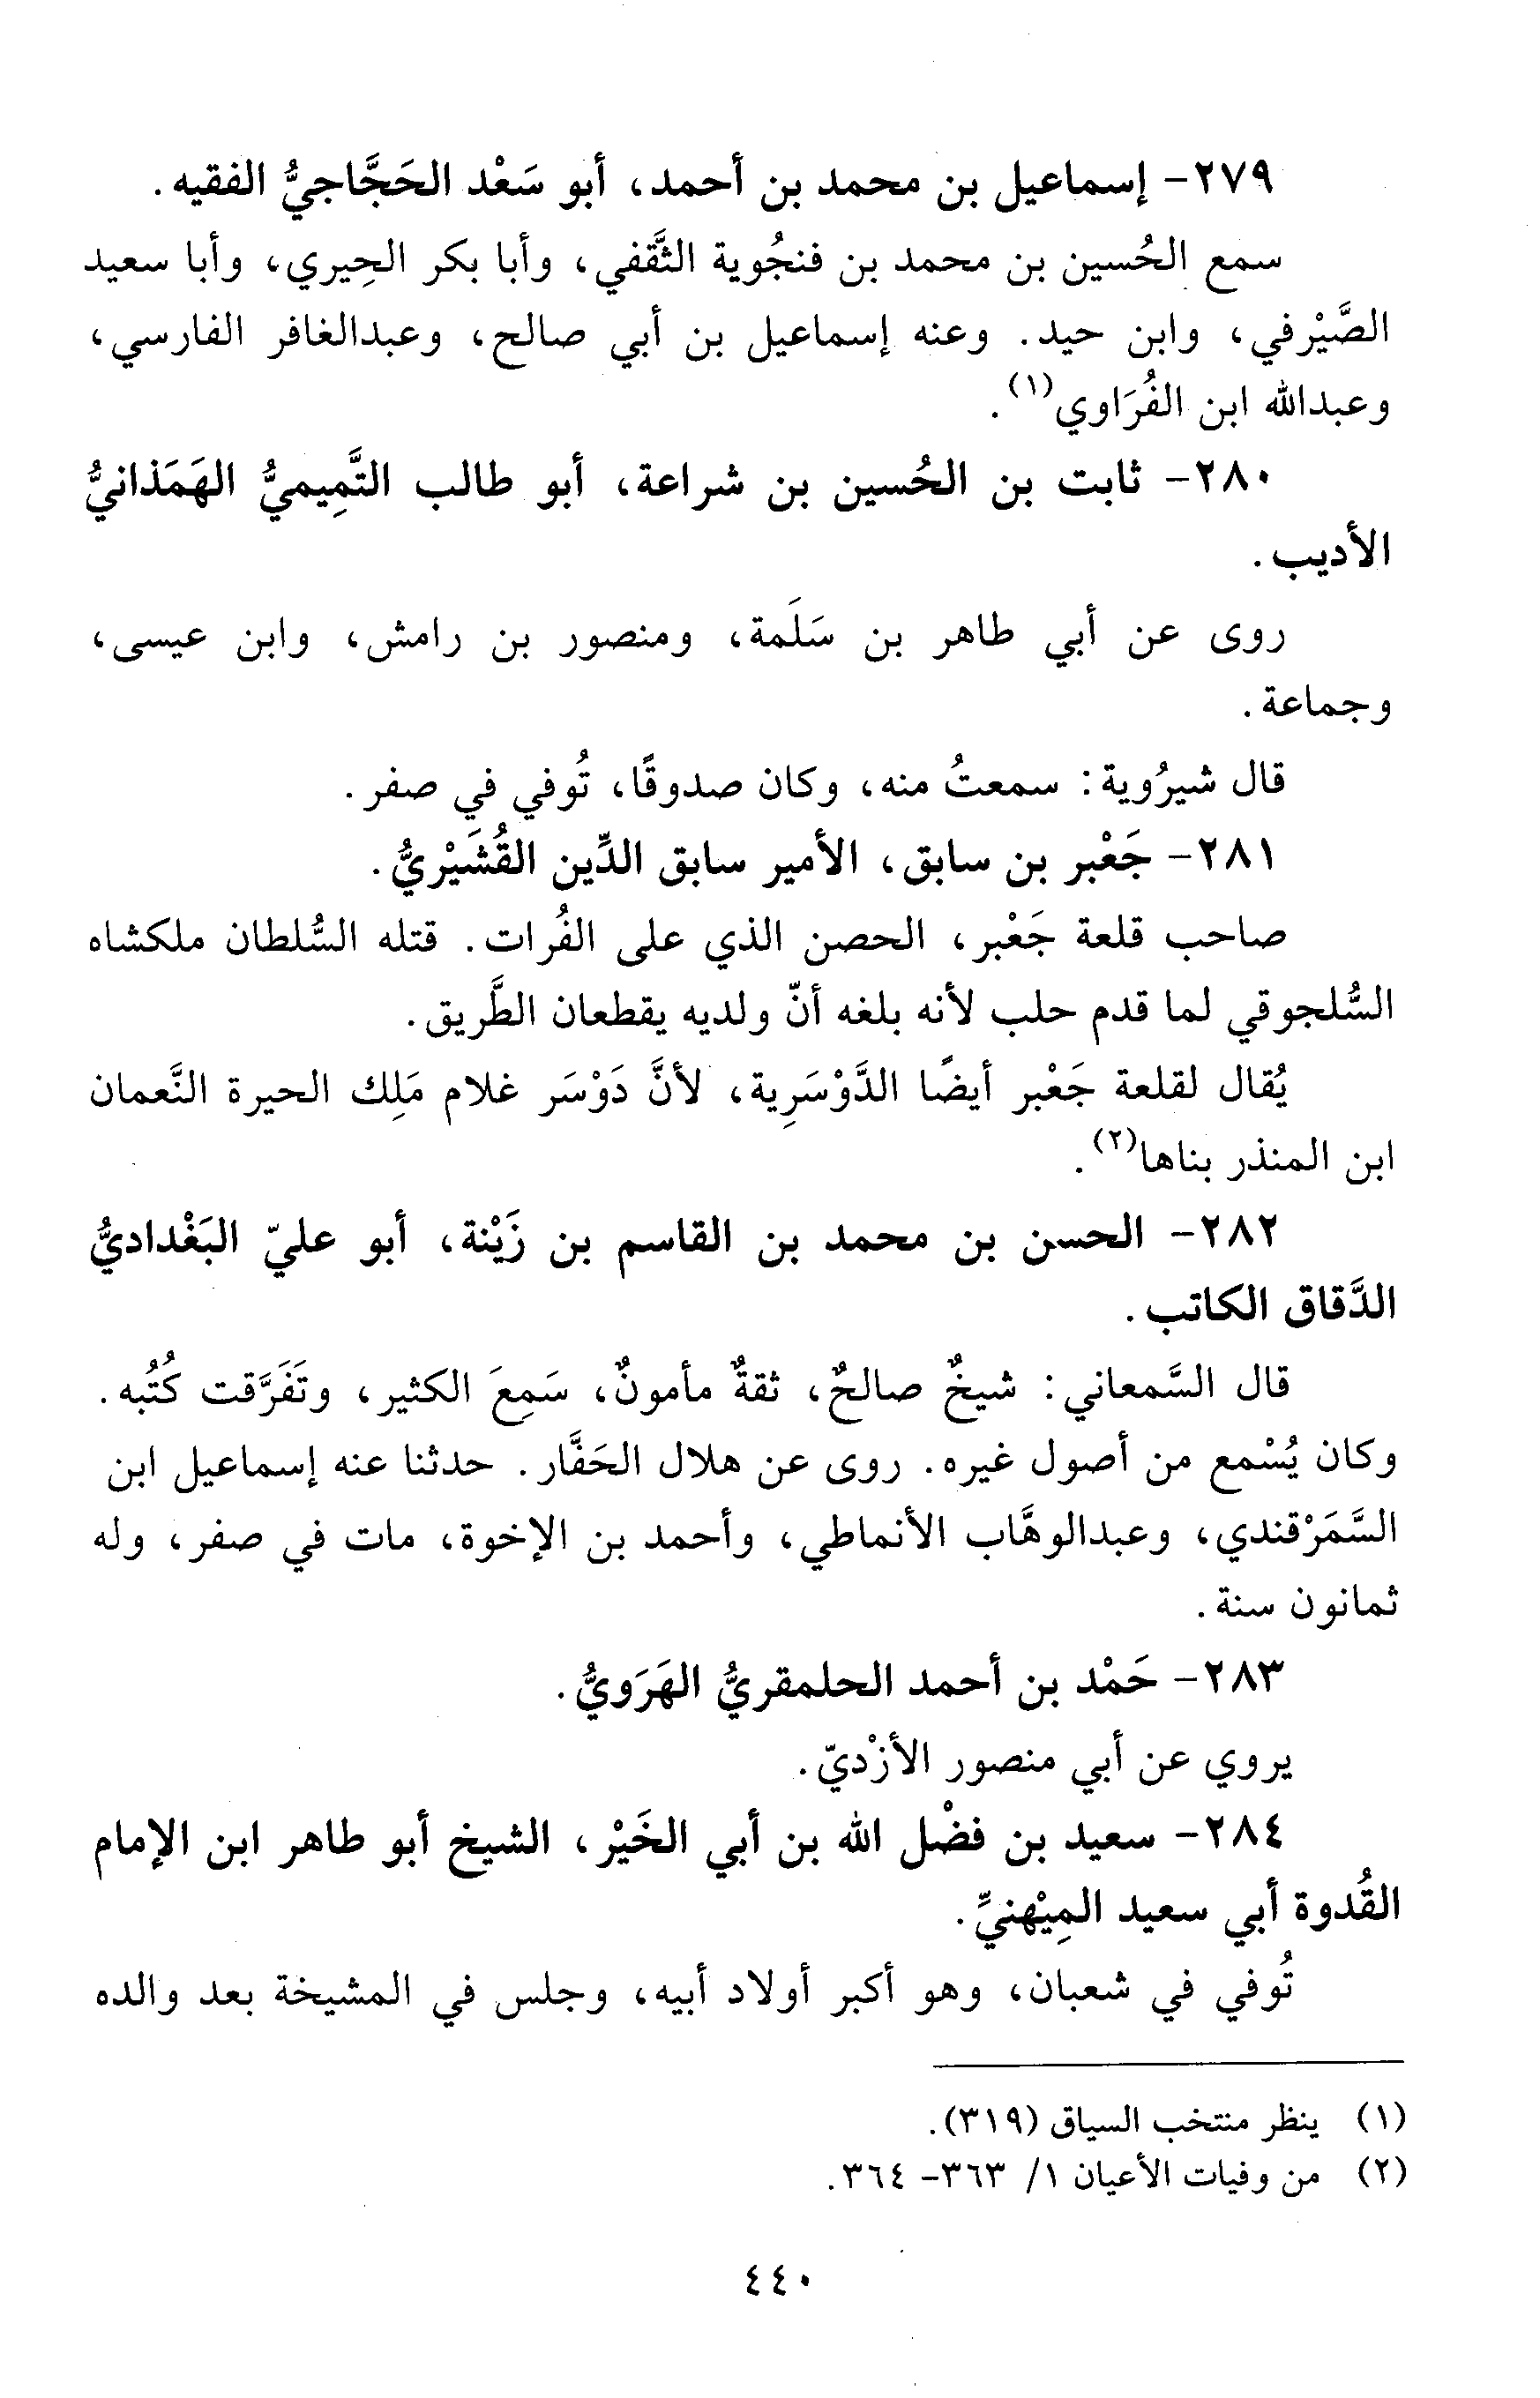 ٢٧٩- إسماعيل بن محمد بن أحمد، أبو سَعْد الحَجَّاجيُّ الفقيه.
سمع الحُسين بن محمد بن فنجُوية الثَّقفي، وأبا بكر الحِيري، وأبا سعيد
الصَّيْرفي، وابن حيد. وعنه إسماعيل بن أبي صالح، وعبدالغافر الفارسي،
وعبدالله ابن الفُرَاوي(١).
٢٨٠- ثابت بن الحُسين بن شراعة، أبو طالب التَّمِيميُّ الهَمَذانيُّ
الأديب.
روى عن أبي طاهر بن سَلَمة، ومنصور بن رامش، وابن عيسى،
وجماعة.
قال شيرُوية: سمعتُ منه، وكان صدوقًا، تُوفي في صفر.
٢٨١- جَعْبر بن سابق، الأمير سابق الدِّين القُشَيْريُّ.
صاحب قلعة جَعْبر، الحصن الذي على الفُرات. قتله السُّلطان ملكشاه
السُّلجوقي لما قدم حلب لأنه بلغه أنّ ولديه يقطعان الطَّريق.
يُقال لقلعة جَعْبر أيضًا الدَّوْسَرِية، لأنَّ دَوْسَر غلام مَلِك الحيرة النَّعمان
ابن المنذر بناها(٢).
٢٨٢- الحسن بن محمد بن القاسم بن زَيْنة، أبو عليّ البَغْداديُّ
الدَّقاق الكاتب.
قال السَّمعاني: شيخٌ صالحٌ، ثقةٌ مأمونٌ، سَمِعَ الكثير، وتَفَرَّقت كُتُبه.
وكان يُسْمع من أصول غيره. روى عن هلال الحَفَّار. حدثنا عنه إسماعيل ابن
السَّمَرْقندي، وعبدالوهَّاب الأنماطي، وأحمد بن الإخوة، مات في صفر، وله
ثمانون سنة.
٢٨٣- حَمْد بن أحمد الحلمقريُّ الهَرَويُّ.
يروي عن أبي منصور الأزْديّ.
٢٨٤- سعيد بن فضْل الله بن أبي الخَيْر، الشيخ أبو طاهر ابن الإمام
القُدوة أبي سعيد المِيْهنيِّ.
تُوفي في شعبان، وهو أكبر أولاد أبيه، وجلس في المشيخة بعد والده
(١) ينظر منتخب السياق (٣١٩).
(٢) من وفيات الأعيان ١/ ٣٦٣- ٣٦٤.
٤٤٠